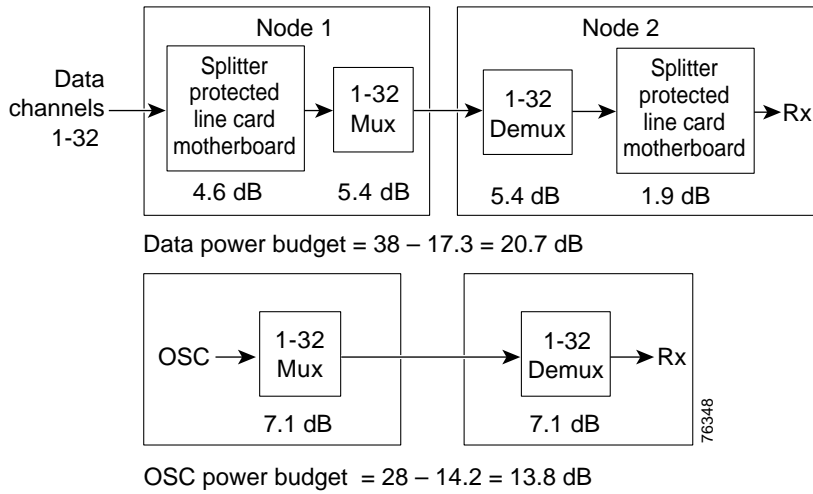 Node 1
Node 2
Data
channels
1-32
Splitter
protected
line card
motherboard
1-32
Mux
1-32
Demux
Splitter
protected
line card
motherboard
Rx
4.6 dB
5.4 dB
5.4 dB
1.9 dB
Data power budget = 38 – 17.3 = 20.7 dB
OSC
1-32
Mux
1-32
Demux
Rx
7.1 dB
7.1 dB
76348
OSC power budget = 28 – 14.2 = 13.8 dB